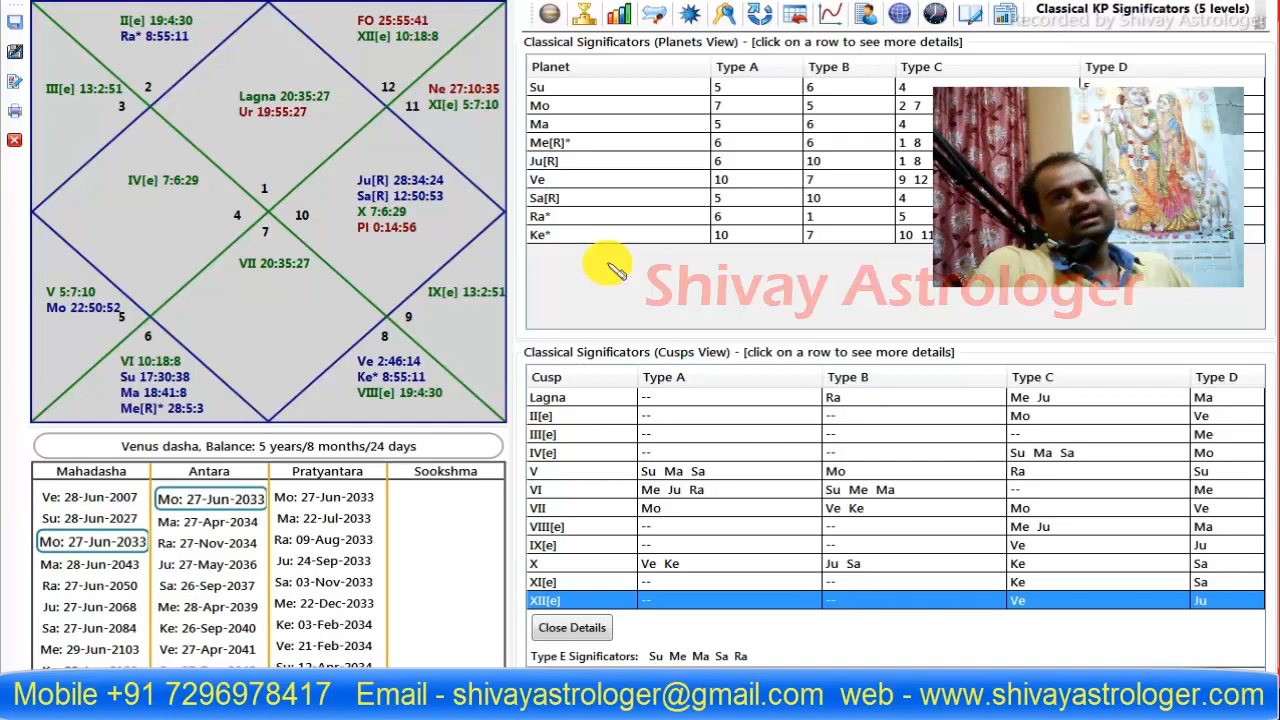 II[e] 19:4:30
Ra* 8:55:11
FO 25:55:41
XII[e] 10:18:8
III[e] 13:2:51
2
3
Lagna 20:35:27
Ur 19:55:27
12
11
Ne 27:10:35
XI[e] 5:7:10
IV[e] 7:6:29
1
4
10
7
Ju[R] 28:34:24
Sa[R] 12:50:53
X 7:6:29
Pl 0:14:56
VII 20:35:27
V 5:7:10
Mo 22:50:52
5
6
IX[e] 13:2:51
9
8
VI 10:18:8
Su 17:30:38
Ma 18:41:8
Me[R]* 28:5:3
Ve 2:46:14
Ke* 8:55:11
VIII[e] 19:4:30
Venus dasha, Balance: 5 years/8 months/24 days
Mahadasha Antara Pratyantara Sookshma
Ve: 28-Jun-2007 Mo: 27-Jun-2033 Mo: 27-Jun-2033
Su: 28-Jun-2027 Ma: 27-Apr-2034 Ma: 22-Jul-2033
Mo: 27-Jun-2033 Ra: 27-Nov-2034 Ra: 09-Aug-2033
Ma: 28-Jun-2043 Ju: 27-May-2036 Ju: 24-Sep-2033
Ra: 27-Jun-2050 Sa: 26-Sep-2037 Sa: 03-Nov-2033
Ju: 27-Jun-2068 Me: 28-Apr-2039 Me: 22-Dec-2033
Sa: 27-Jun-2084 Ke: 26-Sep-2040 Ke: 03-Feb-2034
Me: 29-Jun-2103 Ve: 27-Apr-2041 Ve: 21-Feb-2034
Su: 12-Apr-2034
Classical KP Significators (5 levels)
Recorded by Shivay Astrologer
Classical Significators (Planets View) - [click on a row to see more details]
Planet Type A Type B Type C Type D
Su 5 6 4 5
Mo 7 5 2 7
Ma 5 6 4
Me[R]* 6 6 1 8
Ju[R] 6 10 1 8
Ve 10 7 9 12
Sa[R] 5 10 4
Ra* 6 1 5
Ke* 10 7 10 11
Shivay Astrologer
Classical Significators (Cusps View) - [click on a row to see more details]
Cusp Type A Type B Type C Type D
Lagna -- Ra Me Ju Ma
II[e] -- -- Mo Ve
III[e] -- -- -- Me
IV[e] -- -- Su Ma Sa Mo
V Su Ma Sa Mo Ra Su
VI Me Ju Ra Su Me Ma -- Me
VII Mo Ve Ke Mo Ve
VIII[e] -- -- Me Ju Ma
IX[e] -- -- Ve Ju
X Ve Ke Ju Sa Ke Sa
XI[e] -- -- Ke Sa
XII[e] -- -- Ve Ju
Close Details
Type E Significators: Su Me Ma Sa Ra
Mobile +91 7296978417 Email - shivayastrologer@gmail.com web - www.shivayastrologer.com